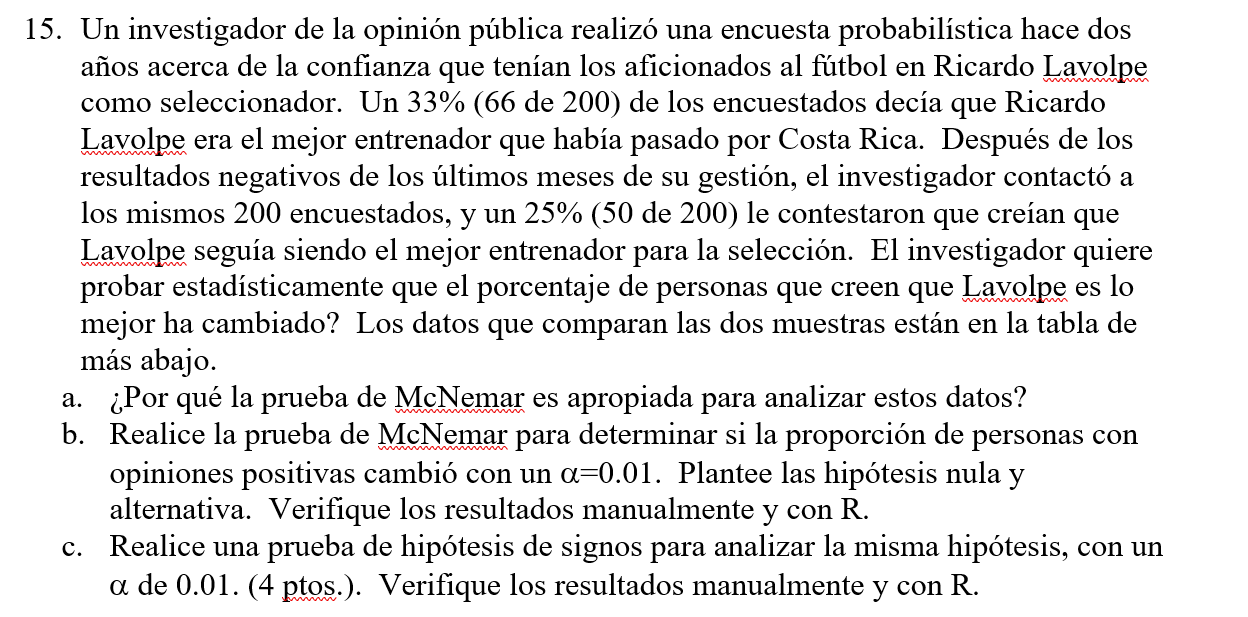 15. Un investigador de la opinión pública realizó una encuesta probabilística hace dos
años acerca de la confianza que tenían los aficionados al fútbol en Ricardo Lavolpe
como seleccionador. Un 33% (66 de 200) de los encuestados decía que Ricardo
Lavolpe era el mejor entrenador que había pasado por Costa Rica. Después de los
resultados negativos de los últimos meses de su gestión, el investigador contactó a
los mismos 200 encuestados, y un 25% (50 de 200) le contestaron que creían que
Lavolpe seguía siendo el mejor entrenador para la selección. El investigador quiere
probar estadísticamente que el porcentaje de personas que creen que Lavolpe es lo
mejor ha cambiado? Los datos que comparan las dos muestras están en la tabla de
más abajo.
a. ¿Por qué la prueba de McNemar es apropiada para analizar estos datos?
b. Realice la prueba de McNemar para determinar si la proporción de personas con
opiniones positivas cambió con un α=0.01. Plantee las hipótesis nula y
alternativa. Verifique los resultados manualmente y con R.
c. Realice una prueba de hipótesis de signos para analizar la misma hipótesis, con un
α de 0.01. (4 ptos.). Verifique los resultados manualmente y con R.